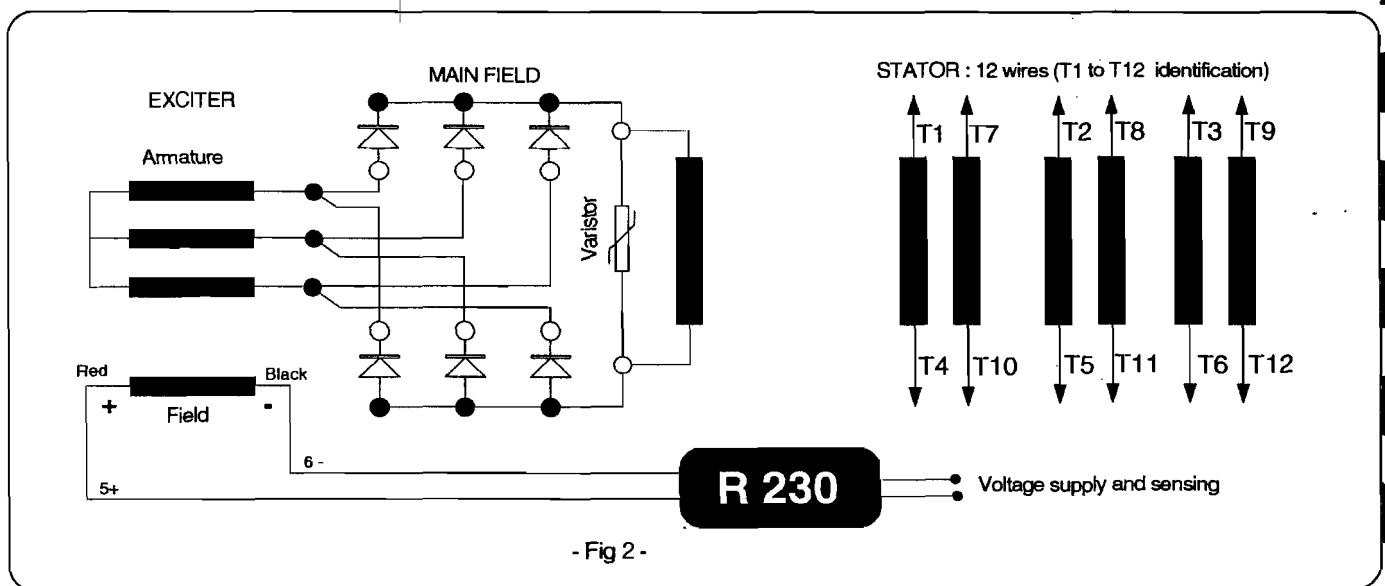 MAIN FIELD
EXCITER
Armature
Varistor
Red
+
Field
-
Black
6 -
5+
R 230
Voltage supply and sensing
STATOR : 12 wires (T1 to T12 identification)
T1 T7 T2 T8 T3 T9
T4 T10 T5 T11 T6 T12
- Fig 2 -